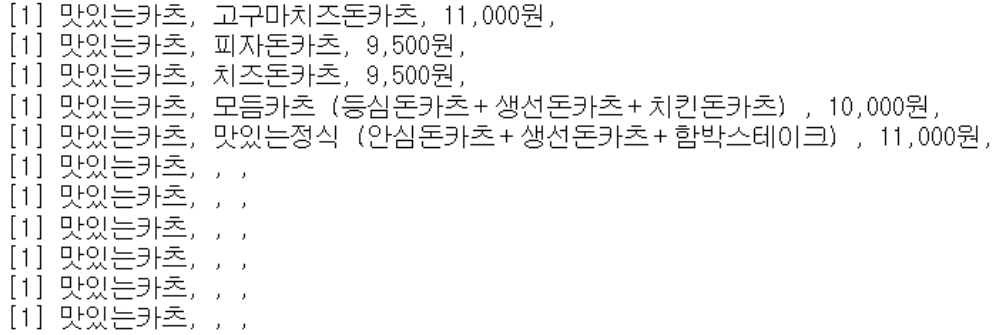 [1] 맛있는카츠, 고구마치즈돈카츠, 11,000원,
[1] 맛있는카츠, 피자돈카츠, 9,500원,
[1] 맛있는카츠, 치즈돈카츠, 9,500원,
[1] 맛있는카츠, 모듬카츠 (등심돈카츠+생선돈카츠+치킨돈카츠) , 10,000원,
[1] 맛있는카츠, 맛있는정식 (안심돈카츠+생선돈카츠+함박스테이크) , 11,000원,
[1] 맛있는카츠, , ,
[1] 맛있는카츠, , ,
[1] 맛있는카츠, , ,
[1] 맛있는카츠, , ,
[1] 맛있는카츠, , ,
[1] 맛있는카츠, , ,